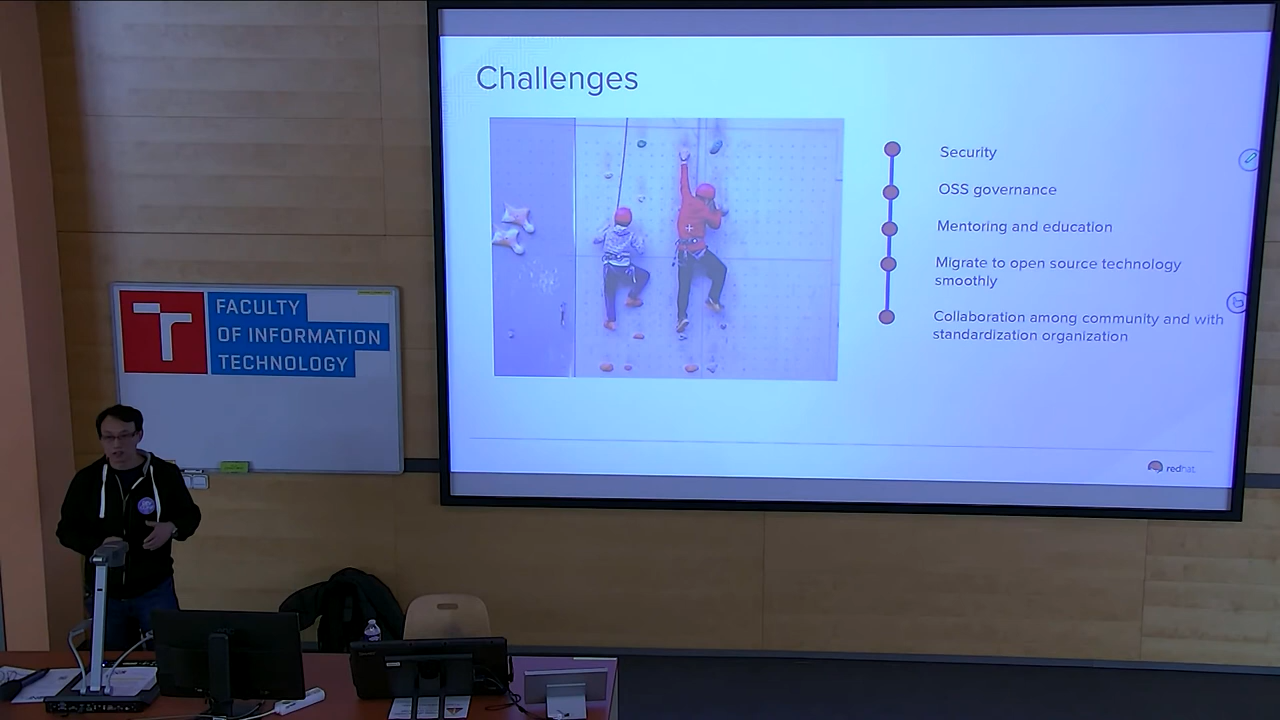 Challenges
Security
OSS governance
Mentoring and education
Migrate to open source technology
smoothly
Collaboration among community and with
standardization organization
redhat.
FACULTY
OF INFORMATION
TECHNOLOGY